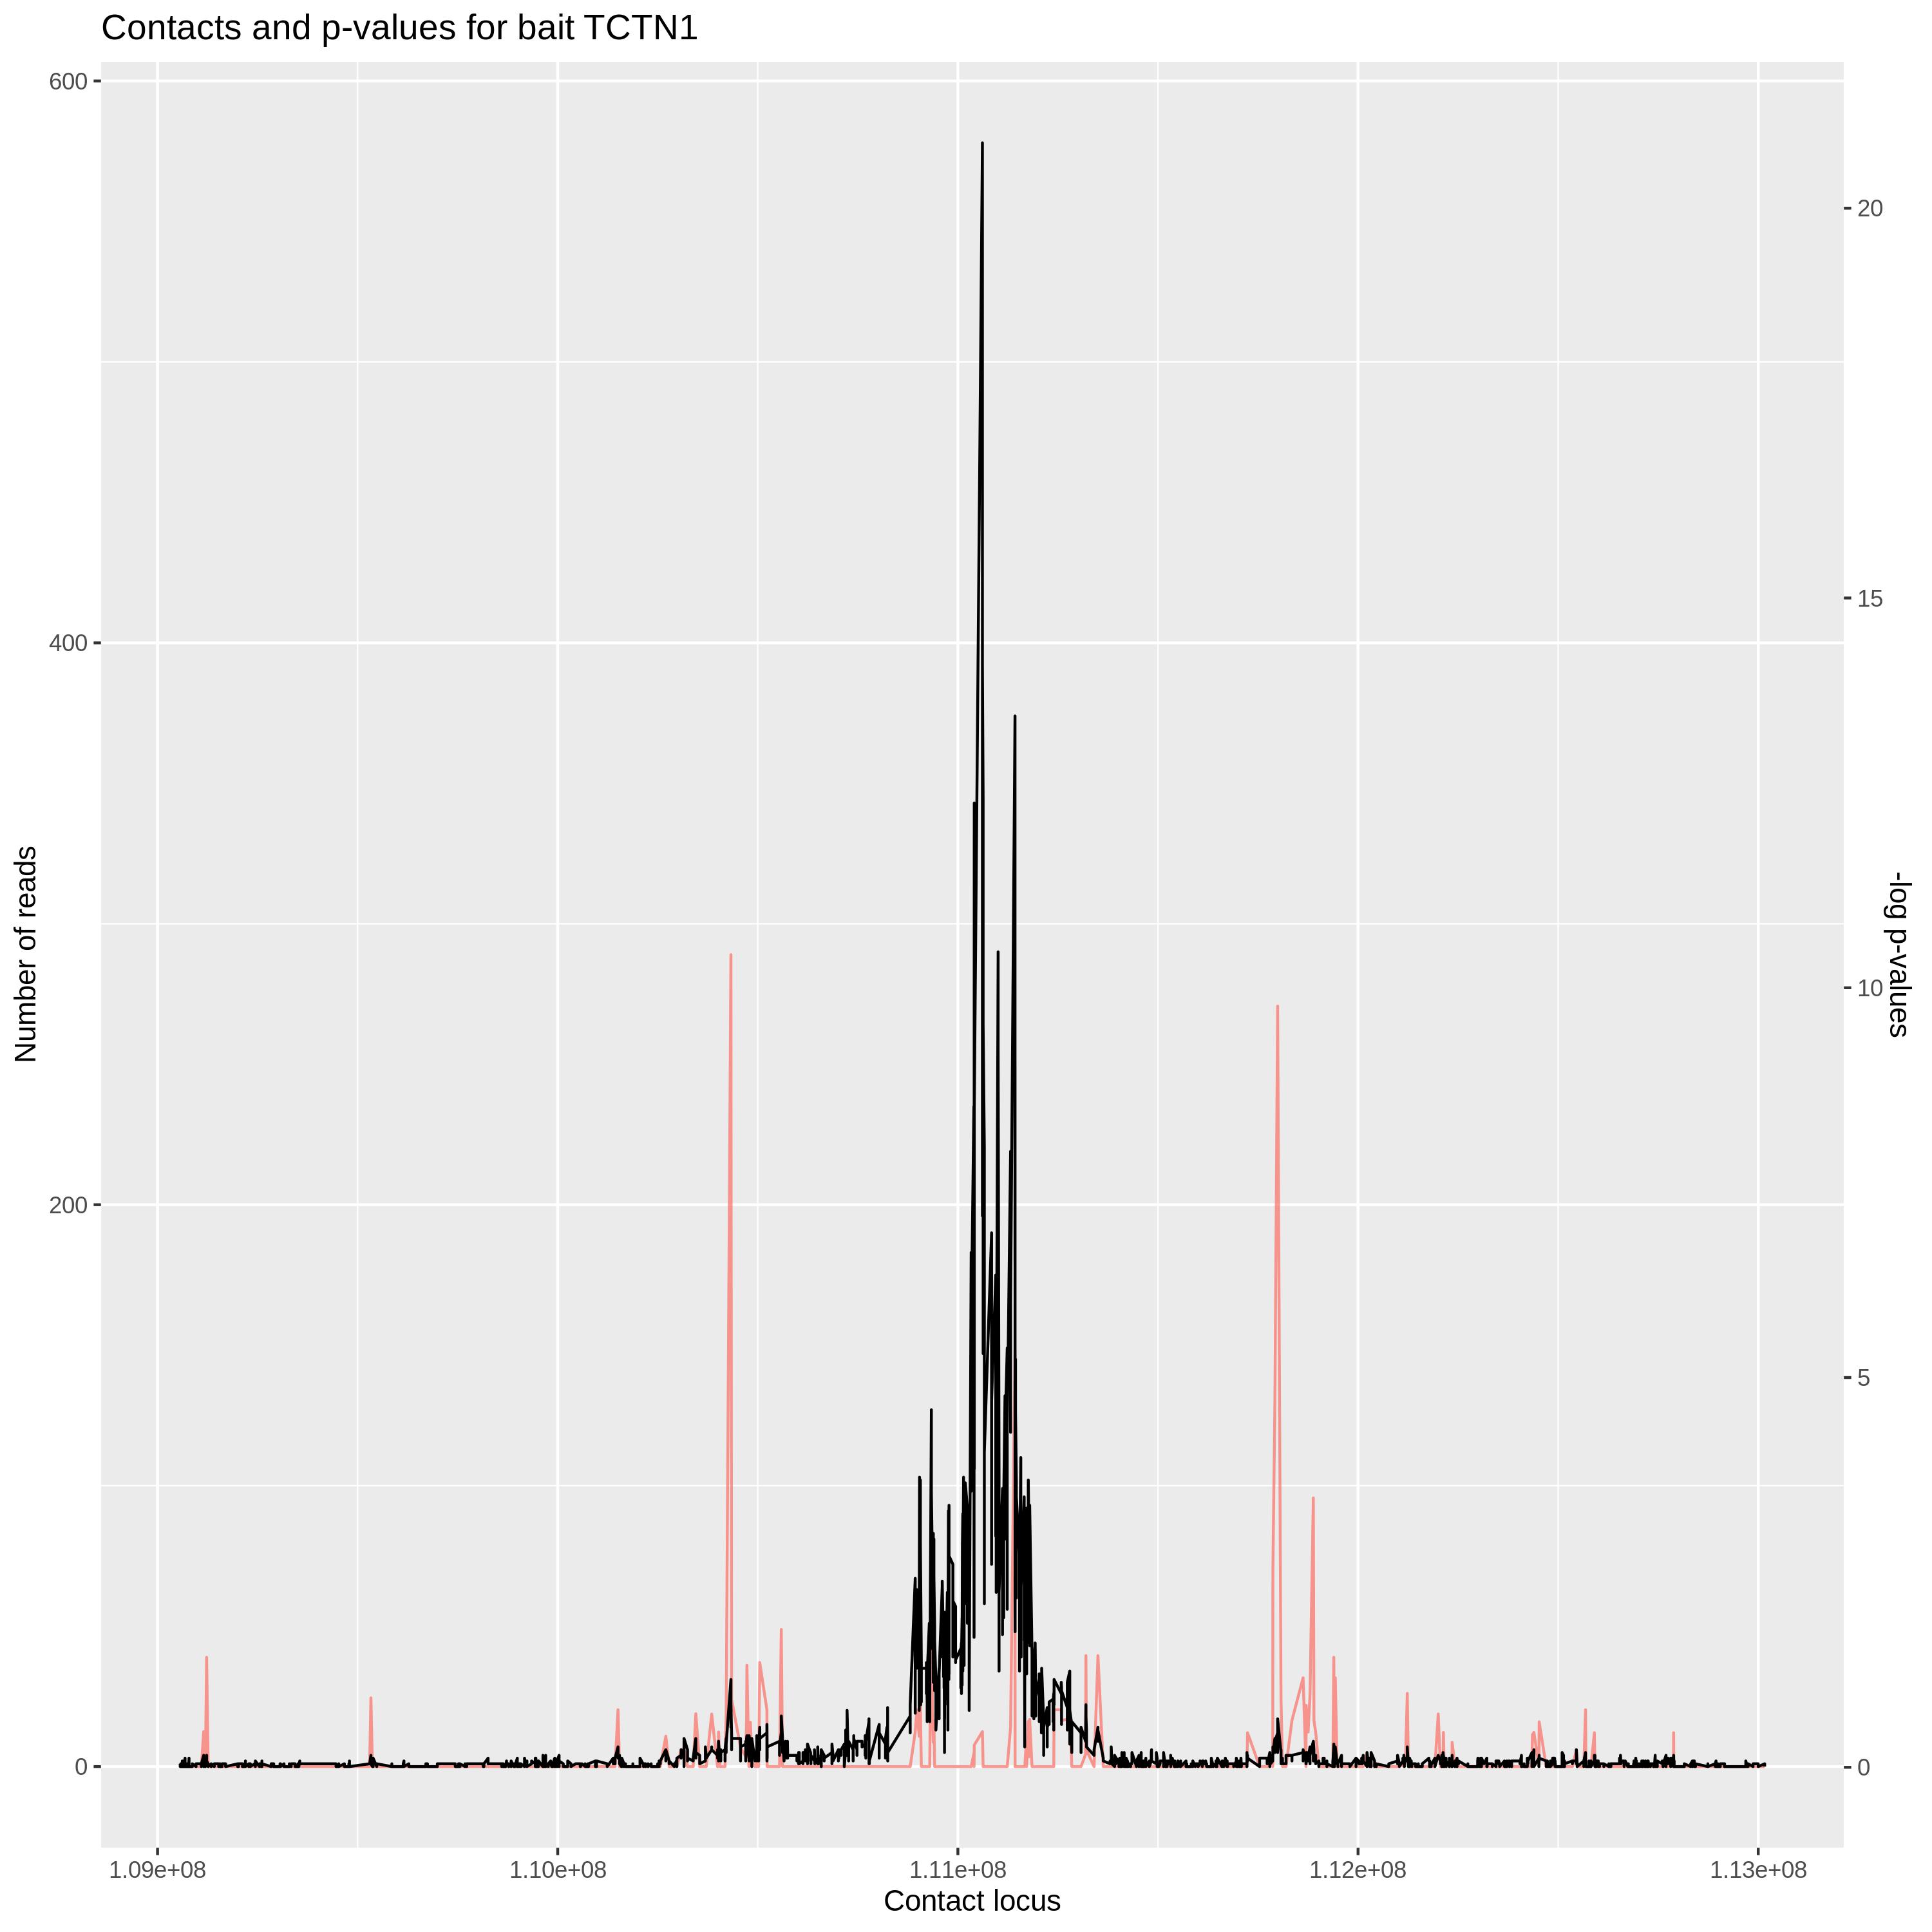 Contacts and p-values for bait TCTN1
600
400
200
0
Number of reads
20
15
10
5
0
-log p-values
1.09e+08
1.10e+08
1.11e+08
1.12e+08
1.13e+08
Contact locus